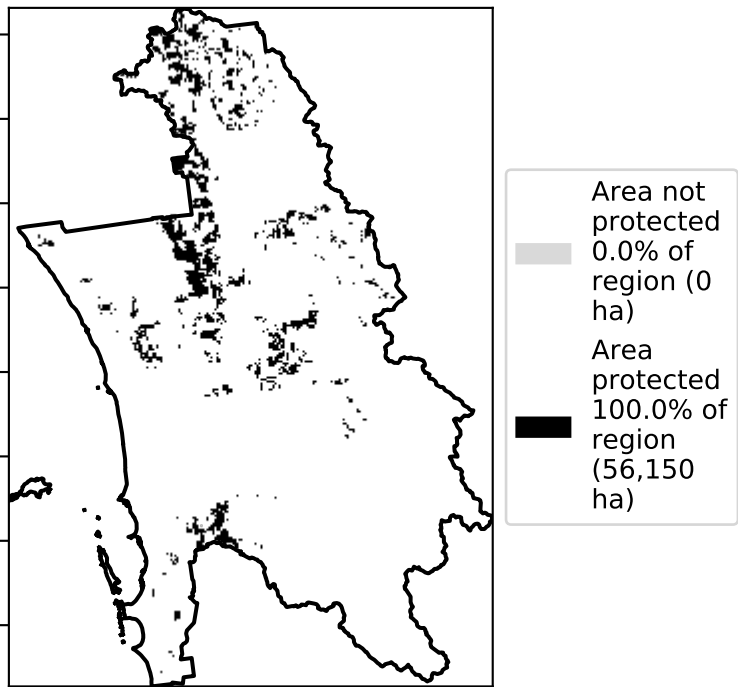 Area not
protected
0.0% of
region (0
ha)
Area
protected
100.0% of
region
(56,150
ha)